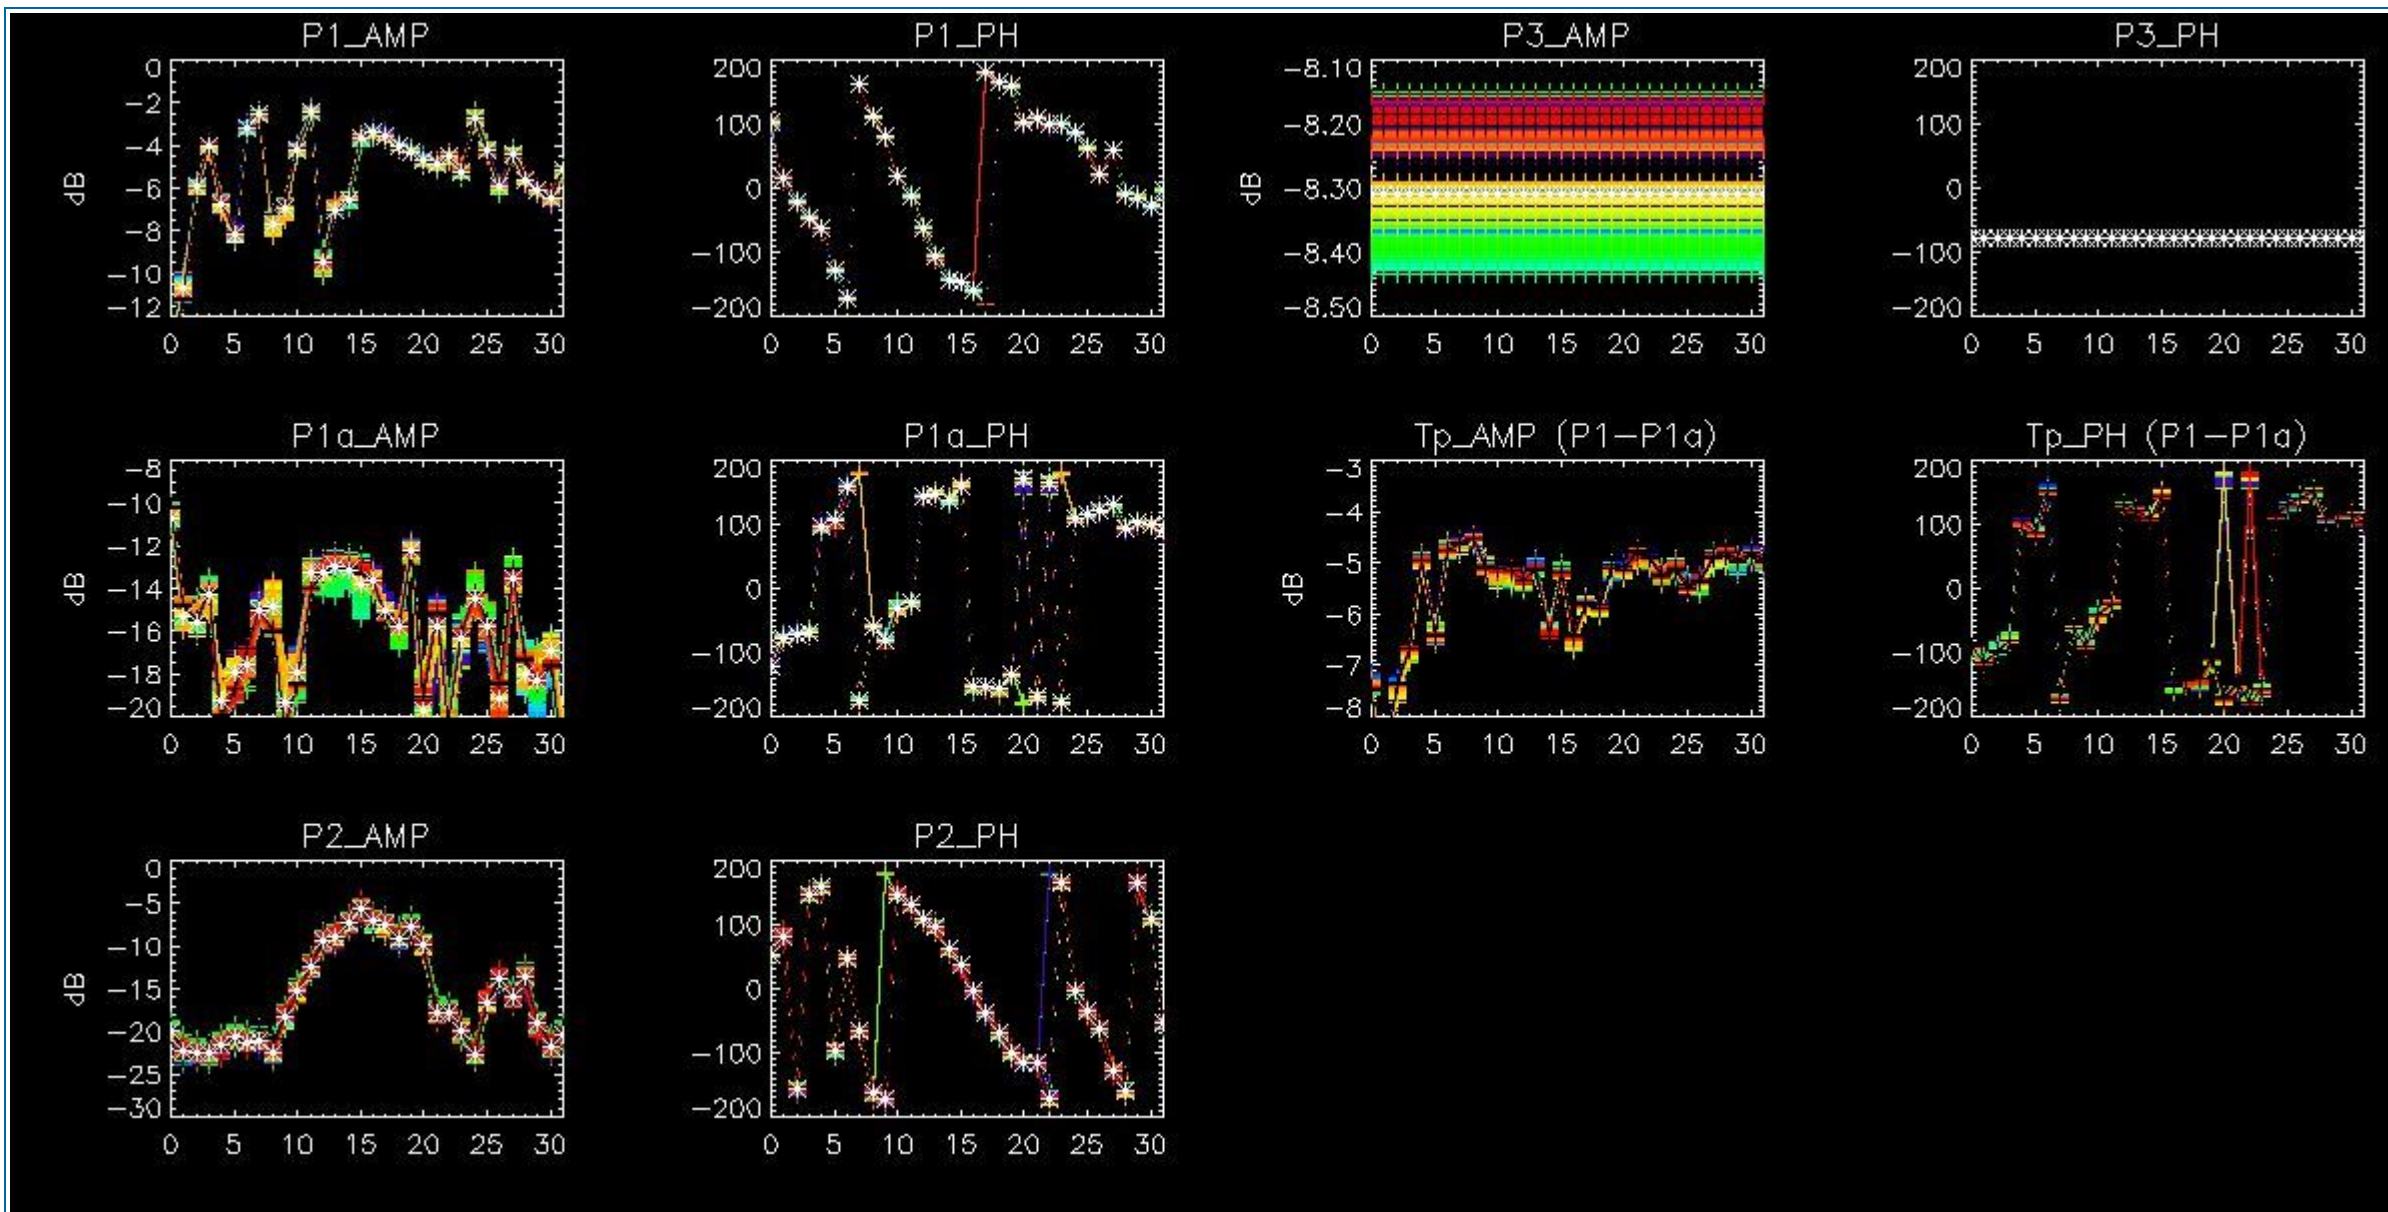 P1_AMP P1_PH P3_AMP P3_PH
0 200 -8.10 200
-2
-4 100 -8.20 100
dB -6 0 dB -8.30 0
-8
-10 -100 -8.40 -100
-12 -200 -8.50 -200
0 5 10 15 20 25 30 0 5 10 15 20 25 30 0 5 10 15 20 25 30 0 5 10 15 20 25 30
P1a_AMP P1a_PH Tp_AMP (P1-P1a) Tp_PH (P1-P1a)
-8 200 -3 200
-10
-12 100 -4 100
dB -14 0 dB -5 0
-16 -6
-18 -100 -7 -100
-20 -200 -8 -200
0 5 10 15 20 25 30 0 5 10 15 20 25 30 0 5 10 15 20 25 30 0 5 10 15 20 25 30
P2_AMP P2_PH
0 200
-5 100
-10
dB -15 0
-20 -100
-25
-30 -200
0 5 10 15 20 25 30 0 5 10 15 20 25 30